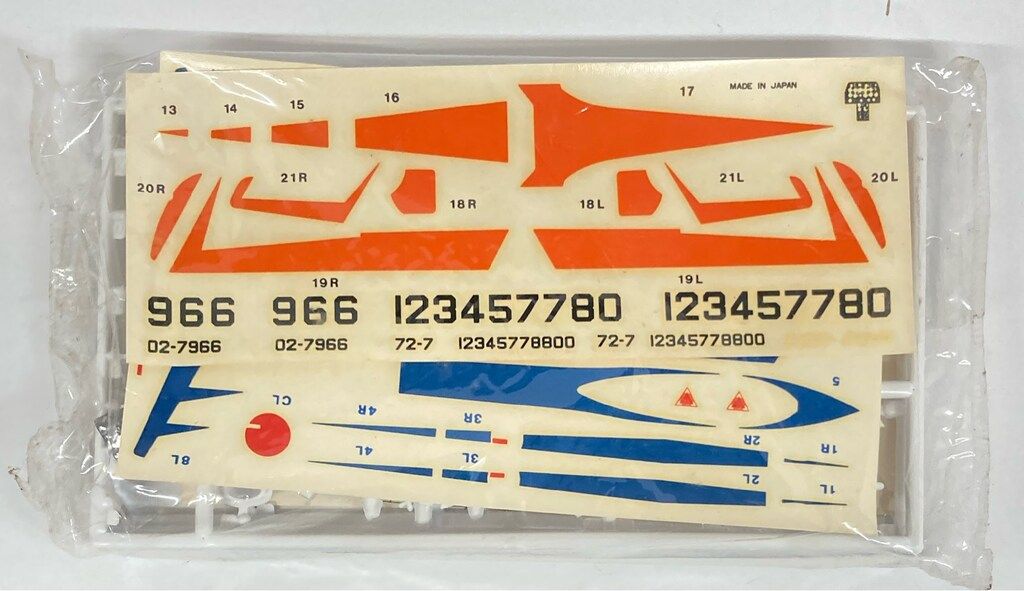 MADE IN JAPAN
13 14 15 16 17
20R 21R 18R 18L 21L 20L
19R 19L
966 966 123457780 123457780
02-7966 02-7966 72-7 12345778800 72-7 12345778800
5
CL 4R 3R 2R 1R
8L 4L 3L 2L 1L